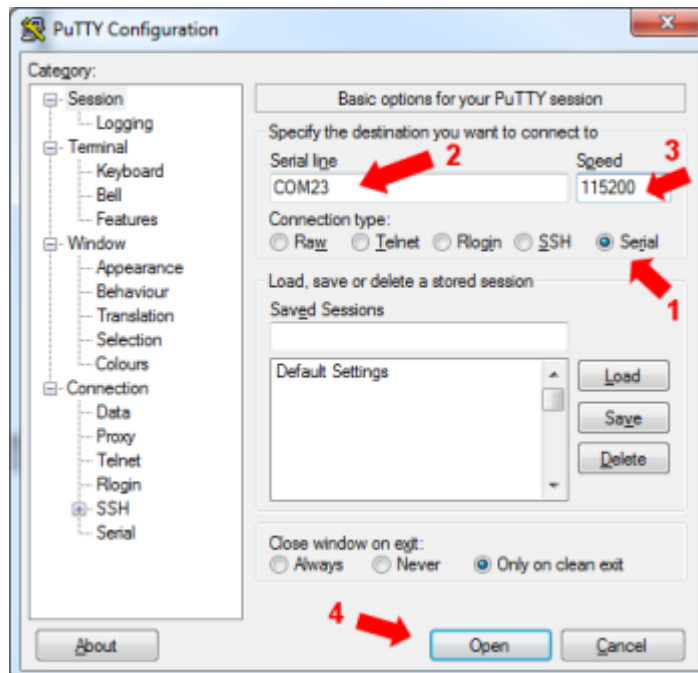 PuTTY Configuration
Category:
Session
Logging
Terminal
Keyboard
Bell
Features
Window
Appearance
Behaviour
Translation
Selection
Colours
Connection
Data
Proxy
Telnet
Rlogin
SSH
Serial
Basic options for your PuTTY session
Specify the destination you want to connect to
Serial line 2 Speed 3
COM23 115200
Connection type:
Raw Telnet Rlogin SSH Serial
1
Load, save or delete a stored session
Saved Sessions
Default Settings
Load
Save
Delete
Close window on exit:
Always Never Only on clean exit
4
About Open Cancel